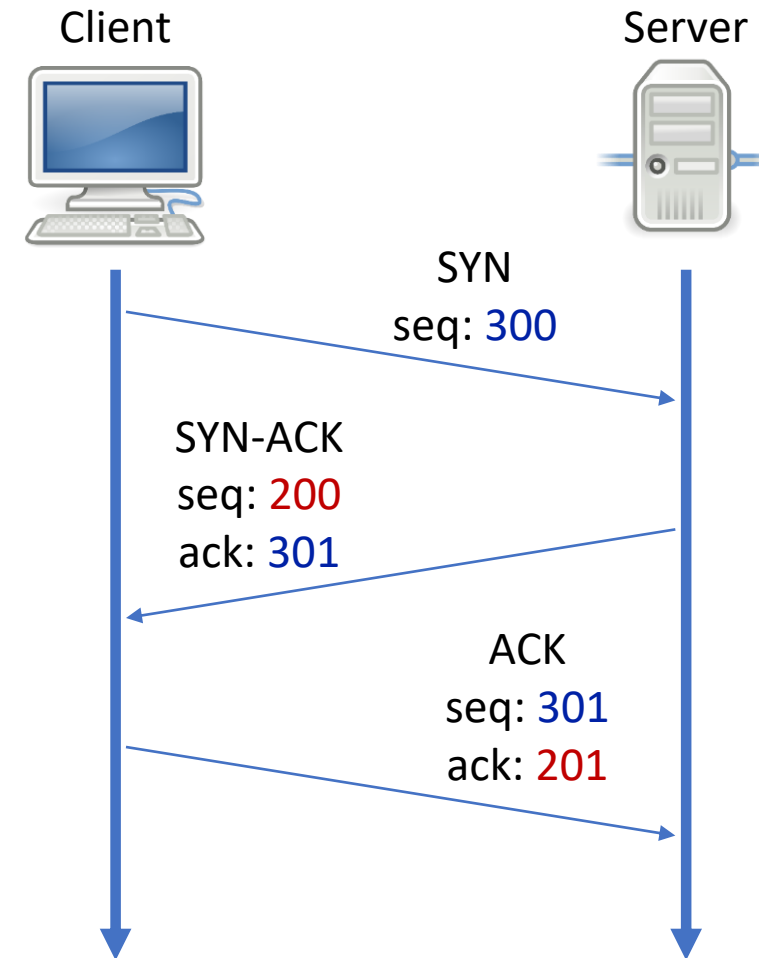 Client
Server
SYN
seq: 300
SYN-ACK
seq: 200
ack: 301
ACK
seq: 301
ack: 201